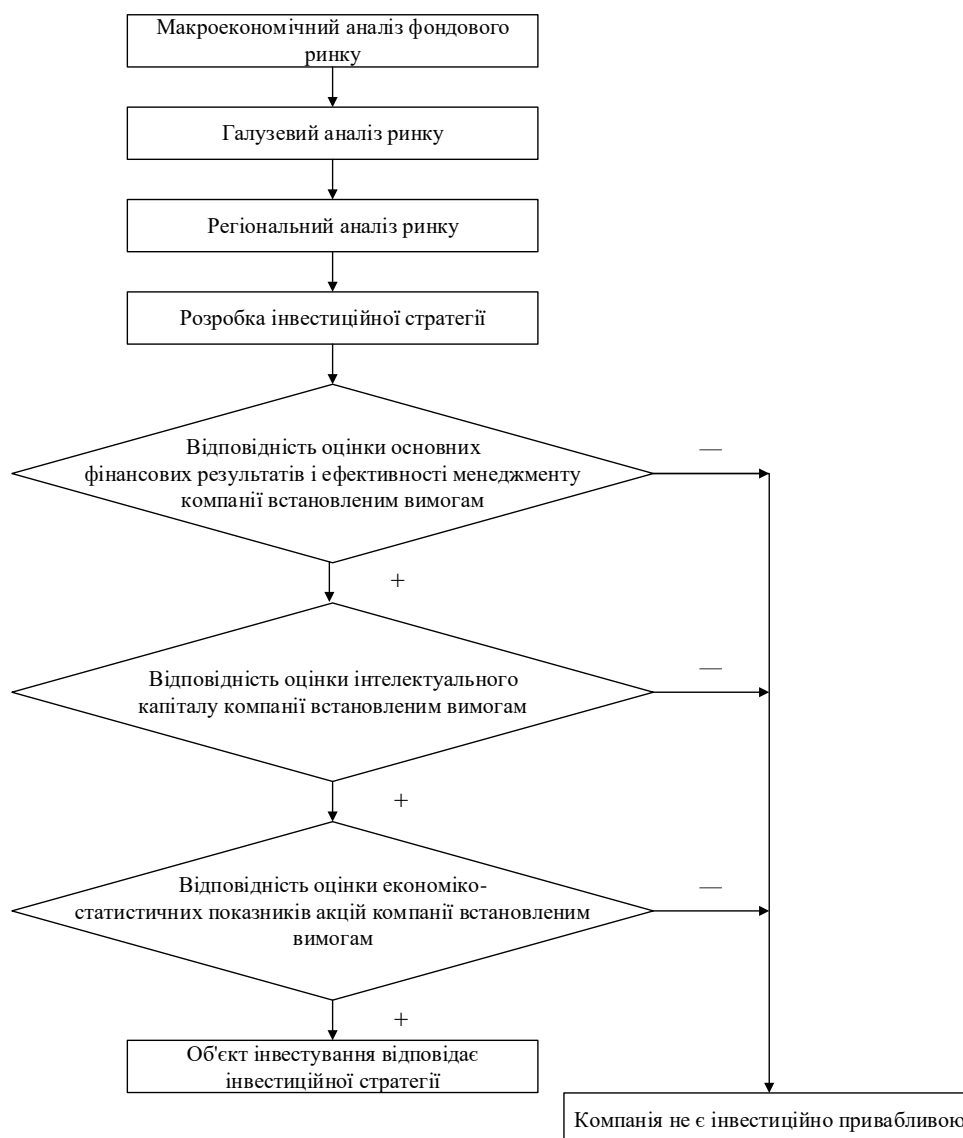 Макроекономічний аналіз фондового
ринку
Галузевий аналіз ринку
Регіональний аналіз ринку
Розробка інвестиційної стратегії
Відповідність оцінки основних
фінансових результатів і ефективності менеджменту
компанії встановленим вимогам
—
+
Відповідність оцінки інтелектуального
капіталу компанії встановленим вимогам
—
+
Відповідність оцінки економіко-
статистичних показників акцій компанії встановленим
вимогам
—
+
Об'єкт інвестування відповідає
інвестиційної стратегії
Компанія не є інвестиційно привабливою